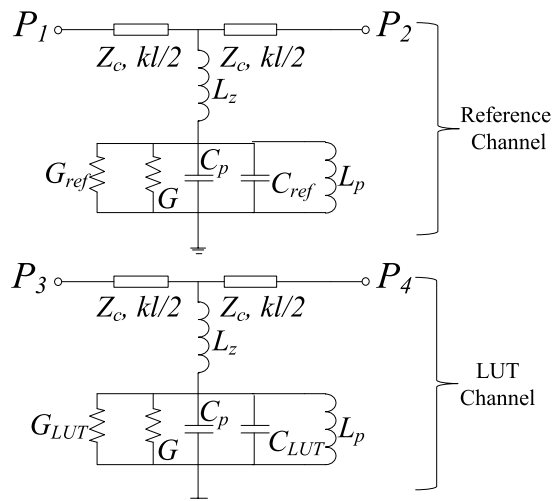 P1 P2
Zc, kl/2 Zc, kl/2
Lz
Reference
Channel
Gref G Cp Cref Lp
P3 P4
Zc, kl/2 Zc, kl/2
Lz
LUT
Channel
GLUT G Cp CLUT Lp